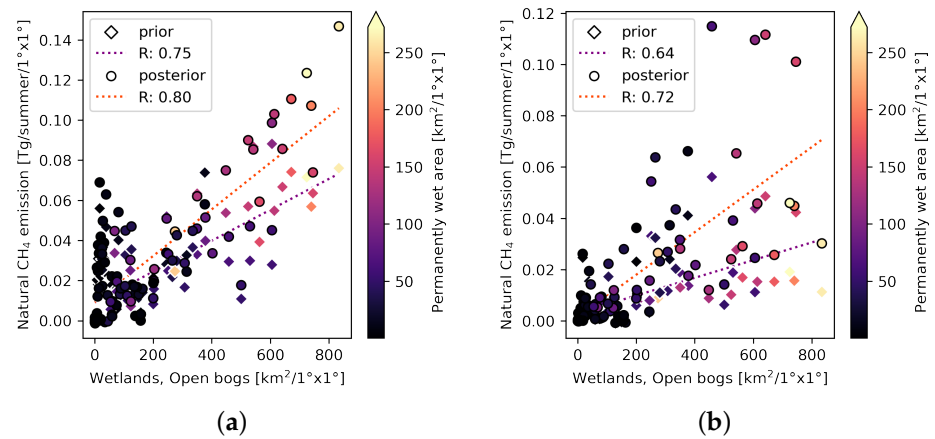 Natural CH4 emission [Tg/summer/1°x1°]
0.14
0.12
0.10
0.08
0.06
0.04
0.02
0.00
prior
R: 0.75
posterior
R: 0.80
0 200 400 600 800
Wetlands, Open bogs [km²/1°x1°]
250
200
150
100
50
Permanently wet area [km²/1°x1°]
(a)
Natural CH4 emission [Tg/summer/1°x1°]
0.12
0.10
0.08
0.06
0.04
0.02
0.00
prior
R: 0.64
posterior
R: 0.72
0 200 400 600 800
Wetlands, Open bogs [km²/1°x1°]
250
200
150
100
50
Permanently wet area [km²/1°x1°]
(b)